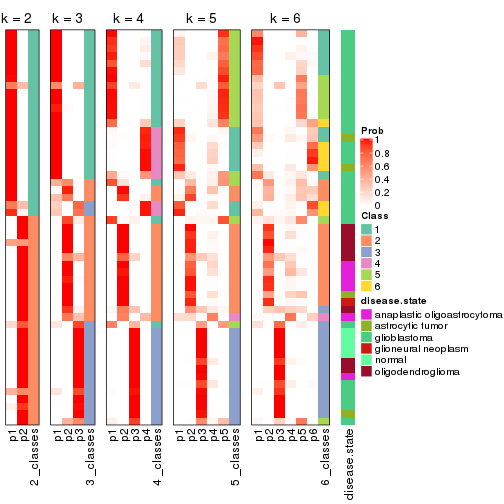 k = 2 k = 3 k = 4 k = 5 k = 6
Prob
1
0.8
0.6
0.4
0.2
0
Class
1
2
3
4
5
6
disease.state
anaplastic oligoastrocytoma
astrocytic tumor
glioblastoma
glioneural neoplasm
normal
oligodendroglioma
p1 p2 2_classes p1 p2 p3 3_classes p1 p2 p3 p4 4_classes p1 p2 p3 p4 p5 5_classes p1 p2 p3 p4 p5 p6 6_classes disease.state